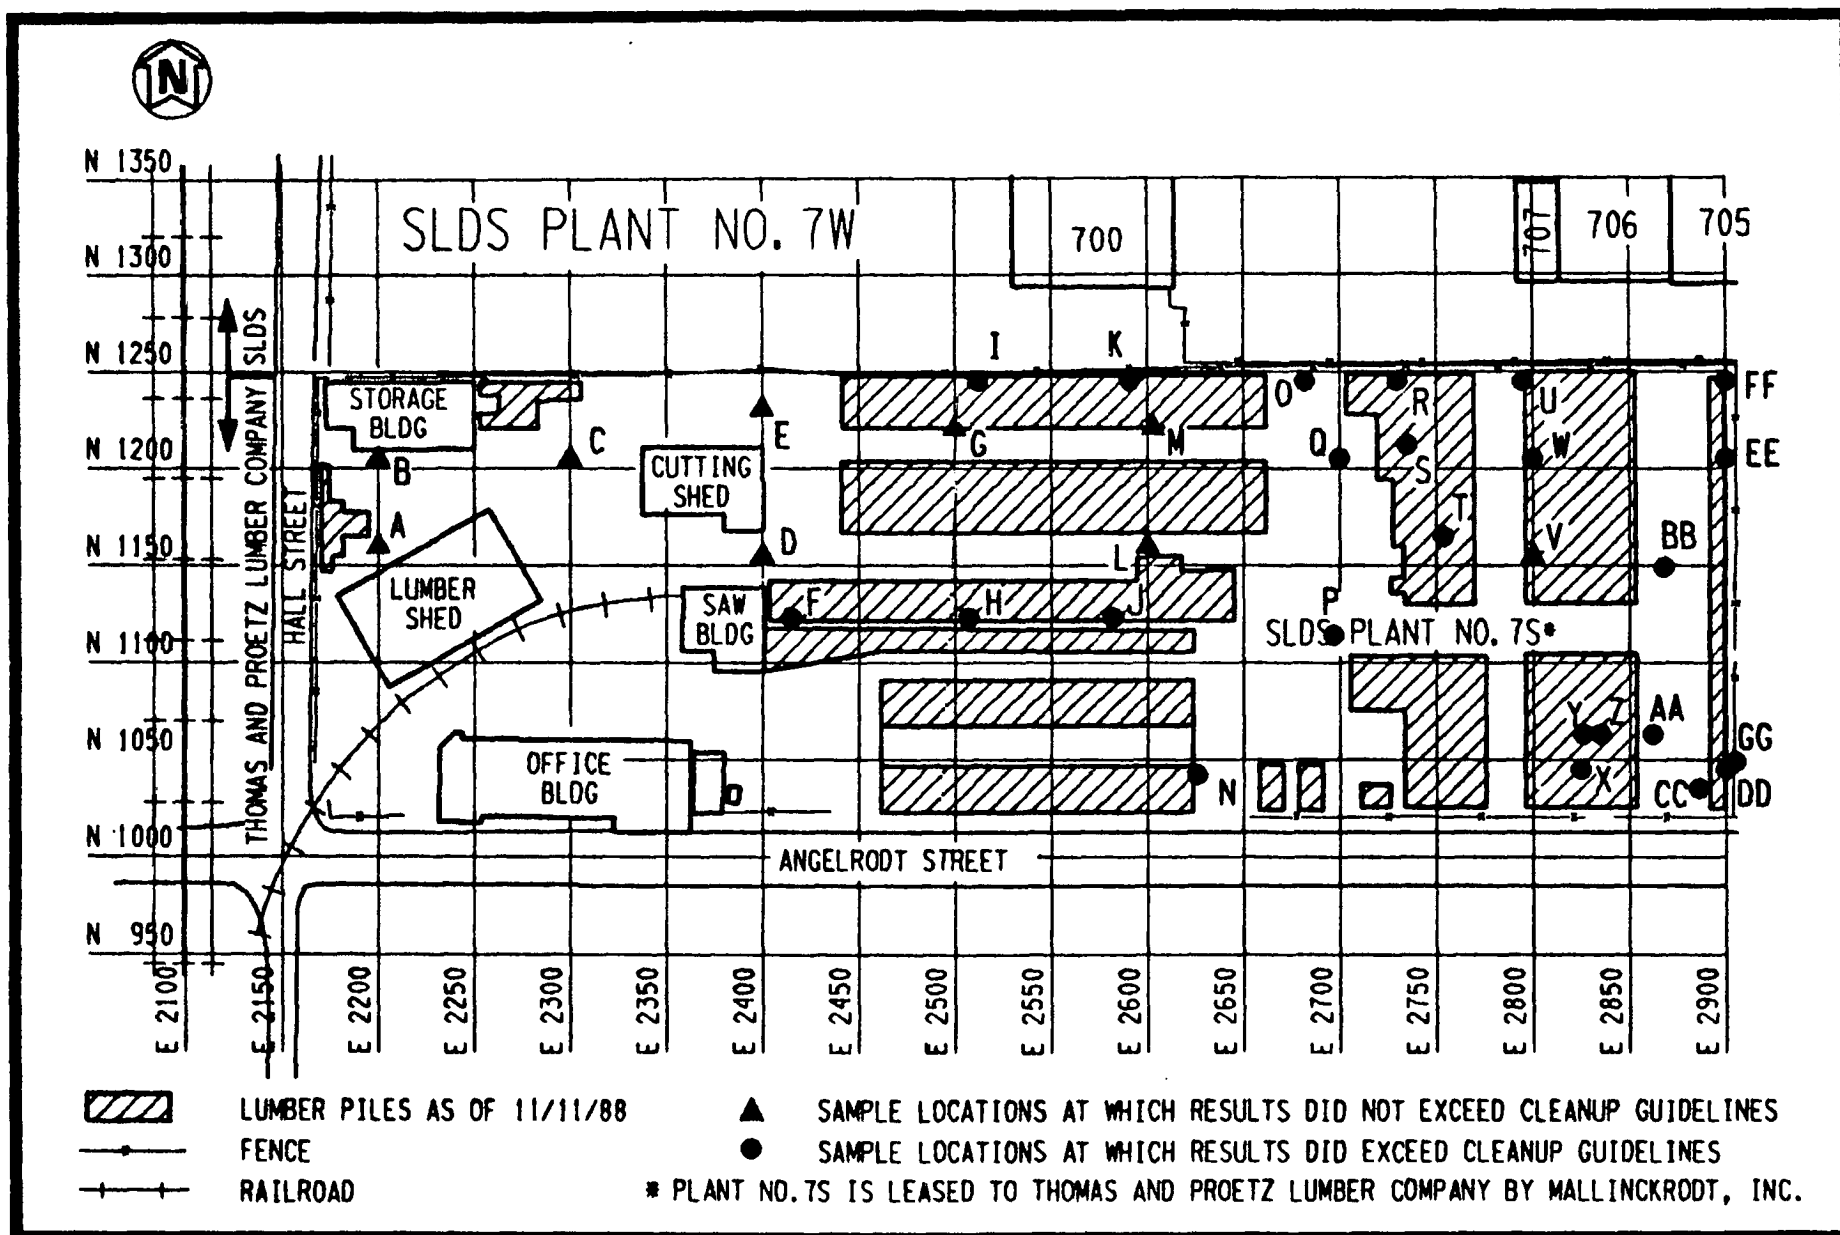 N
N 1350
SLDS PLANT NO. 7W
700
707
706
705
N 1300
N 1250
I
K
STORAGE
BLDG
E
C
G
M
O
R
U
FF
N 1200
B
CUTTING
SHED
Q
S
W
EE
THOMAS AND PROETZ LUMBER COMPANY
SLDS
HALL STREET
N 1150
A
D
L
T
V
BB
LUMBER
SHED
SAW
BLDG
F
H
J
P
N 1100
SLDS PLANT NO. 7S*
N 1050
OFFICE
BLDG
N
Y
Z
AA
GG
X
CC
DD
N 1000
ANGELRODT STREET
N 950
E 2100
E 2150
E 2200
E 2250
E 2300
E 2350
E 2400
E 2450
E 2500
E 2550
E 2600
E 2650
E 2700
E 2750
E 2800
E 2850
E 2900
LUMBER PILES AS OF 11/11/88
SAMPLE LOCATIONS AT WHICH RESULTS DID NOT EXCEED CLEANUP GUIDELINES
FENCE
SAMPLE LOCATIONS AT WHICH RESULTS DID EXCEED CLEANUP GUIDELINES
RAILROAD
* PLANT NO. 7S IS LEASED TO THOMAS AND PROETZ LUMBER COMPANY BY MALLINCKRODT, INC.